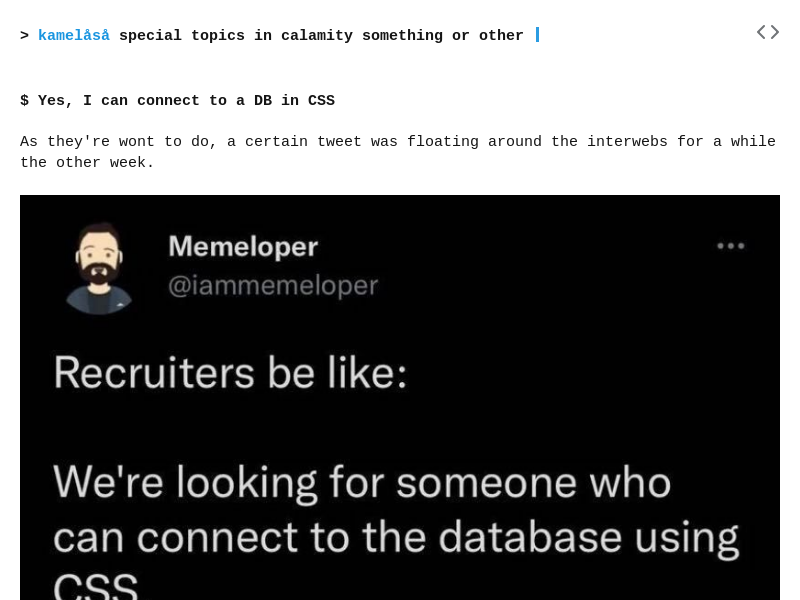 > kamelåså special topics in calamity something or other
$ Yes, I can connect to a DB in CSS
As they're wont to do, a certain tweet was floating around the interwebs for a while
the other week.
Memeloper
@iammemeloper
Recruiters be like:
We're looking for someone who
can connect to the database using
CSS